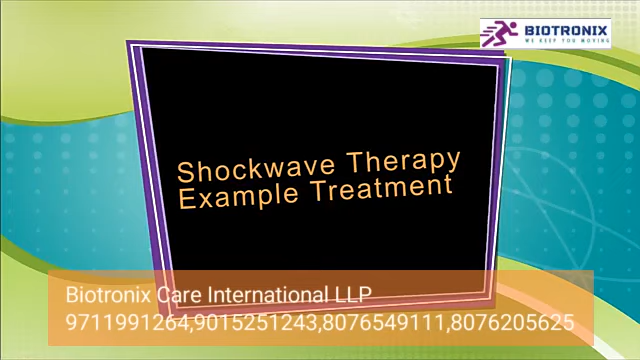 BIOTRONIX
WE KEEP YOU MOVING
Shockwave Therapy
Example Treatment
Biotronix Care International LLP
9711991264,9015251243,8076549111,8076205625